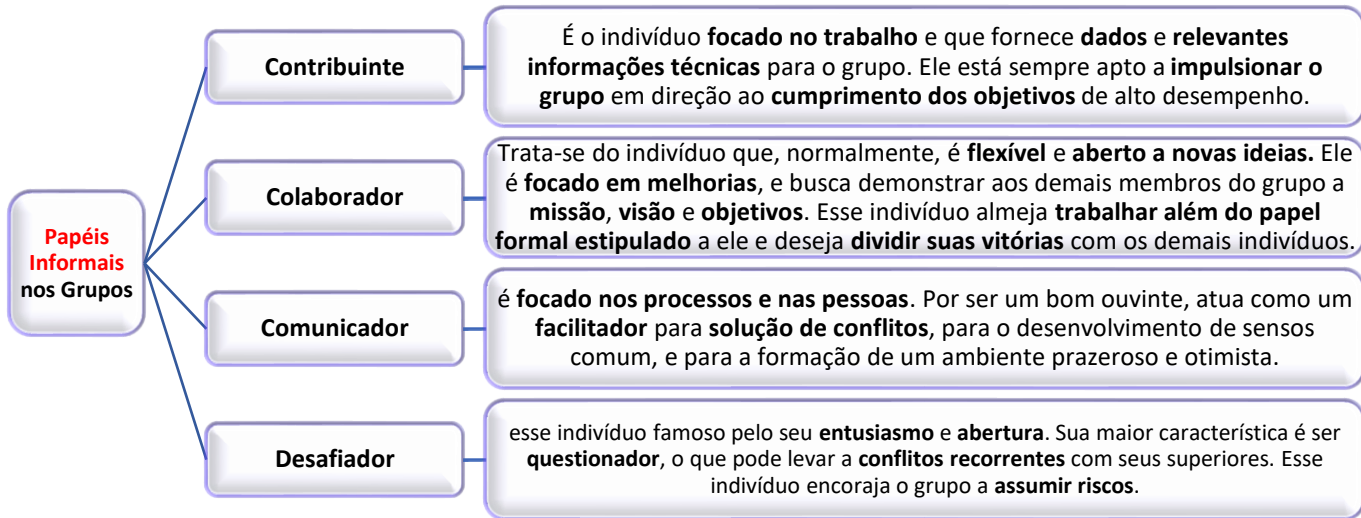 Papéis
Informais
nos Grupos
Contribuinte
É o indivíduo focado no trabalho e que fornece dados e relevantes
informações técnicas para o grupo. Ele está sempre apto a impulsionar o
grupo em direção ao cumprimento dos objetivos de alto desempenho.
Colaborador
Trata-se do indivíduo que, normalmente, é flexível e aberto a novas ideias. Ele
é focado em melhorias, e busca demonstrar aos demais membros do grupo a
missão, visão e objetivos. Esse indivíduo almeja trabalhar além do papel
formal estipulado a ele e deseja dividir suas vitórias com os demais indivíduos.
Comunicador
é focado nos processos e nas pessoas. Por ser um bom ouvinte, atua como um
facilitador para solução de conflitos, para o desenvolvimento de sensos
comum, e para a formação de um ambiente prazeroso e otimista.
Desafiador
esse indivíduo famoso pelo seu entusiasmo e abertura. Sua maior característica é ser
questionador, o que pode levar a conflitos recorrentes com seus superiores. Esse
indivíduo encoraja o grupo a assumir riscos.